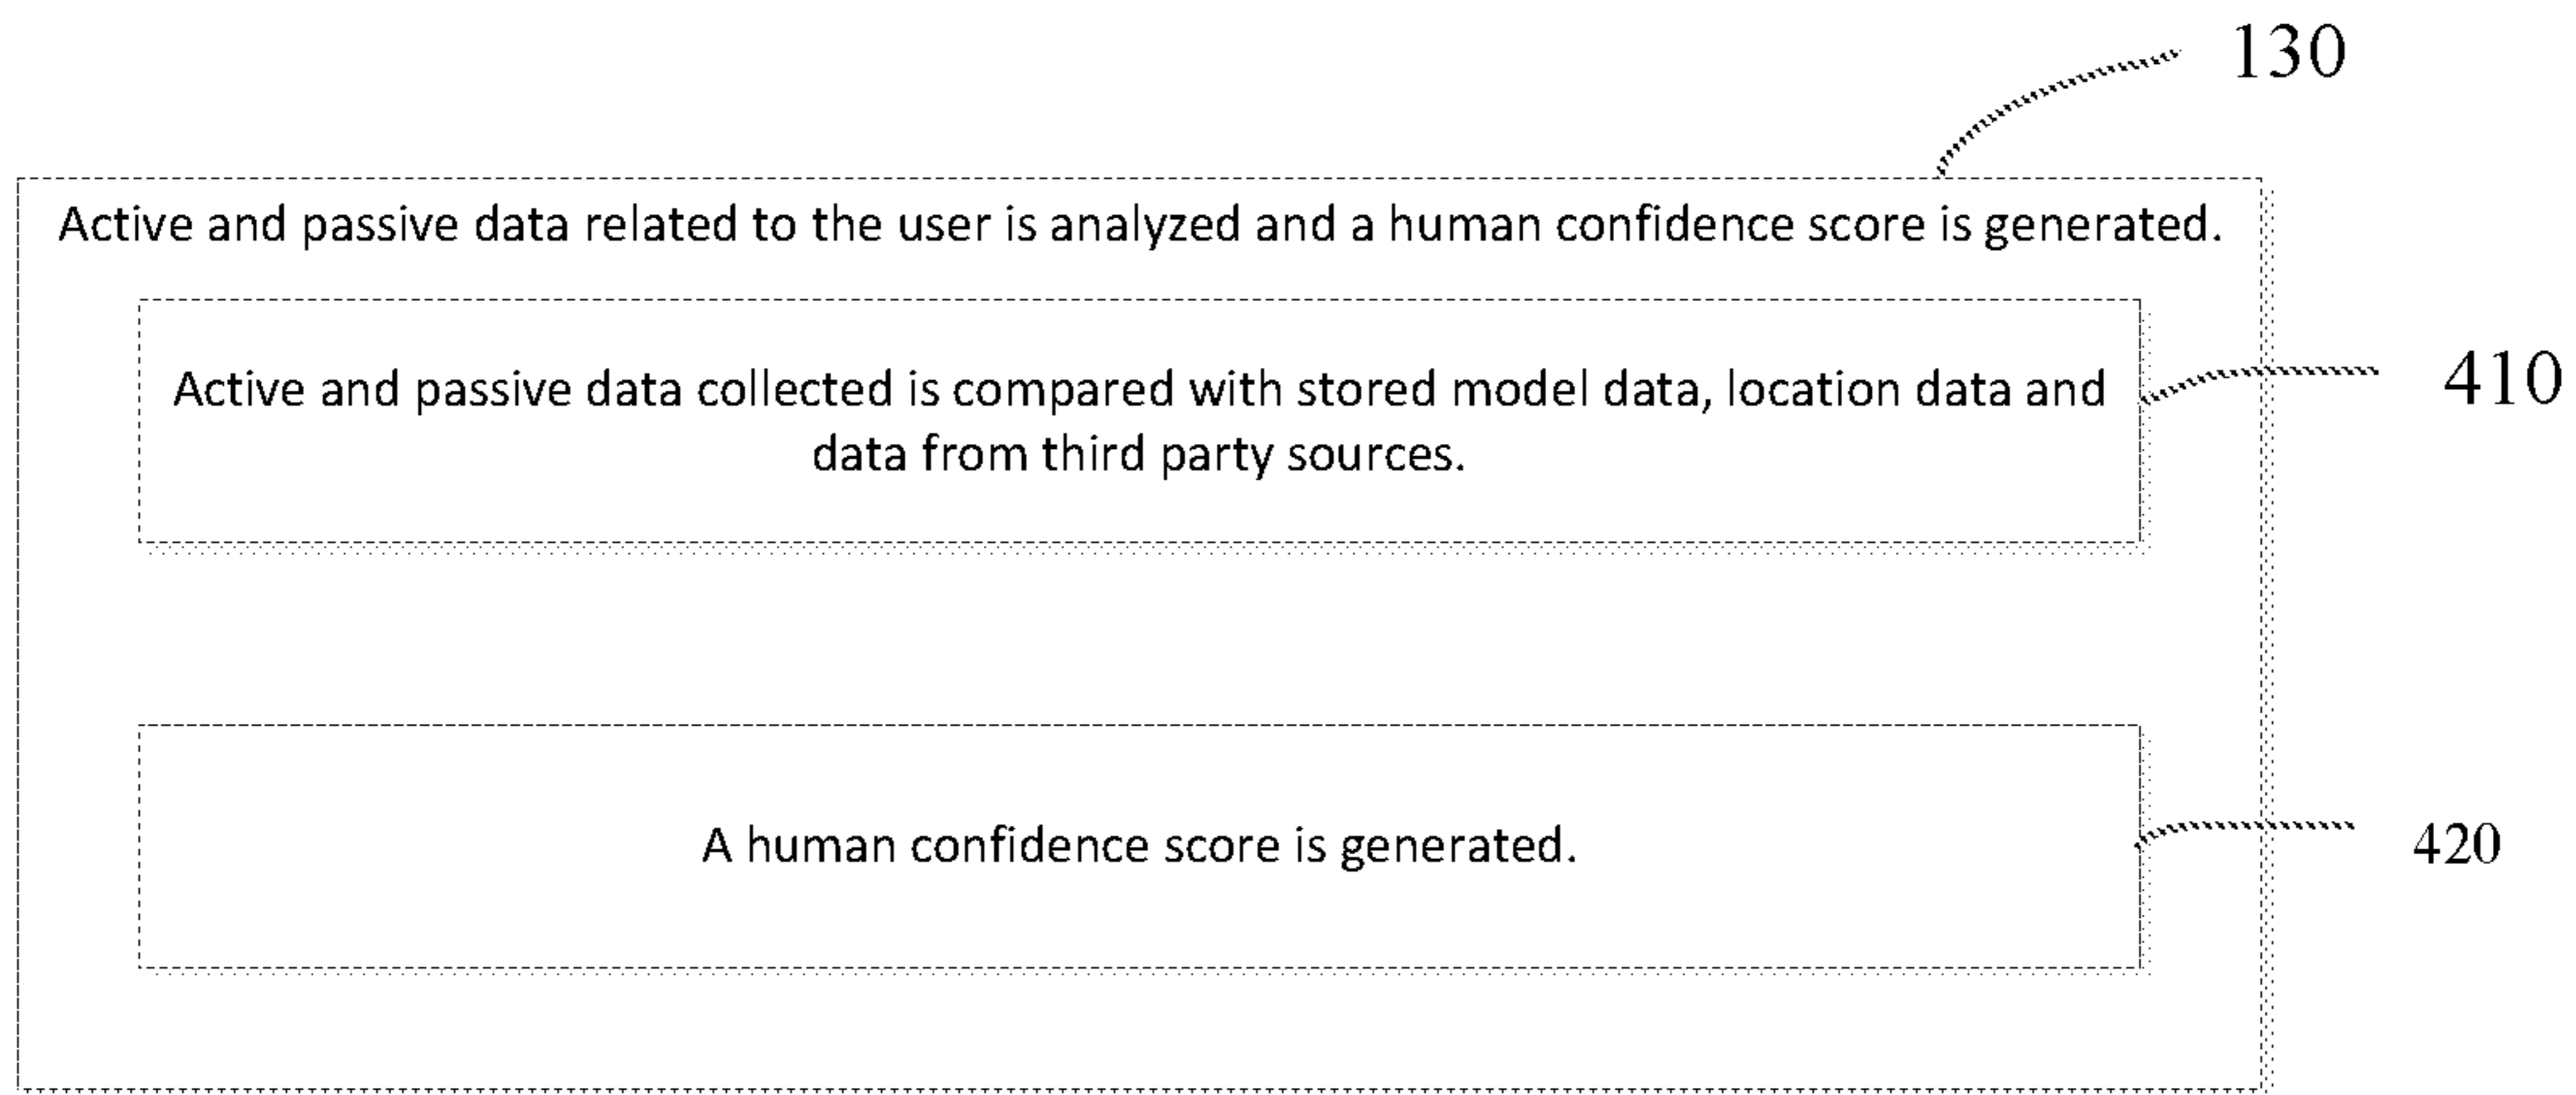 130
Active and passive data related to the user is analyzed and a human confidence score is generated.
Active and passive data collected is compared with stored model data, location data and
data from third party sources.
410
A human confidence score is generated.
420